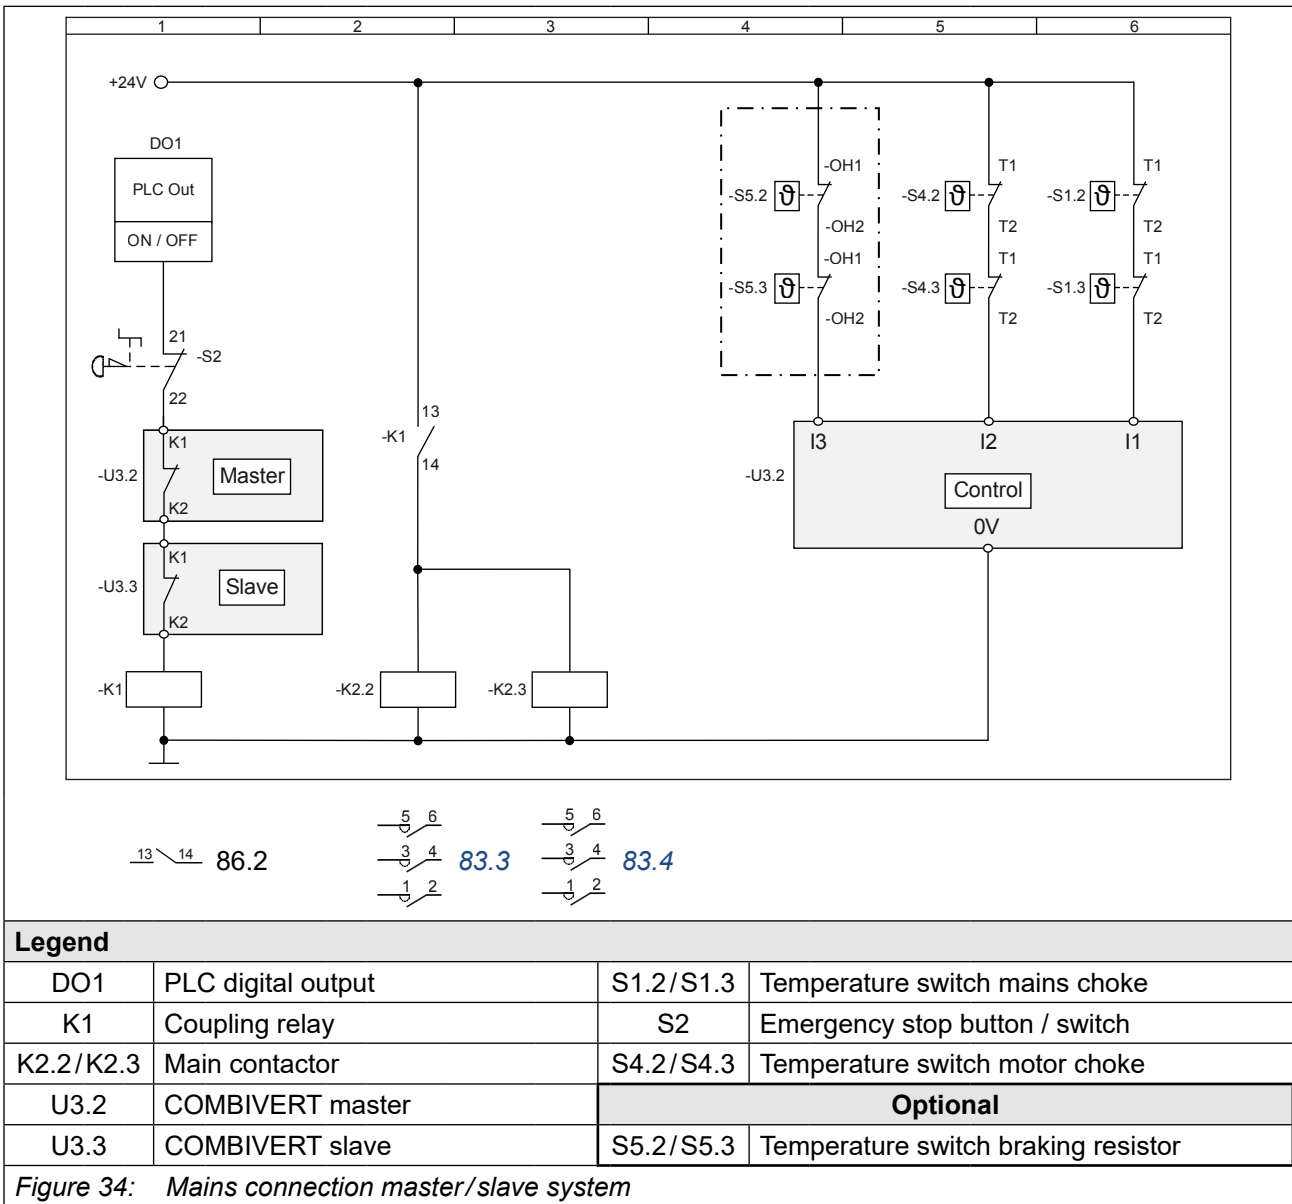 1 2 3 4 5 6
+24V
DO1
PLC Out
ON / OFF
21
-S2
22
K1
-U3.2 Master
K2
K1
-U3.3 Slave
K2
-K1
13
-K1
14
-K2.2
-K2.3
-OH1
-S5.2 ϑ
-OH2
-OH1
-S5.3 ϑ
-OH2
T1
-S4.2 ϑ
T2
T1
-S4.3 ϑ
T2
T1
-S1.2 ϑ
T2
T1
-S1.3 ϑ
T2
I3 I2 I1
-U3.2
Control
0V
13 14 86.2
5 6
3 4 83.3
1 2
5 6
3 4 83.4
1 2
Legend
DO1 PLC digital output S1.2/S1.3 Temperature switch mains choke
K1 Coupling relay S2 Emergency stop button / switch
K2.2/K2.3 Main contactor S4.2/S4.3 Temperature switch motor choke
U3.2 COMBIVERT master Optional
U3.3 COMBIVERT slave S5.2/S5.3 Temperature switch braking resistor
Figure 34: Mains connection master/slave system